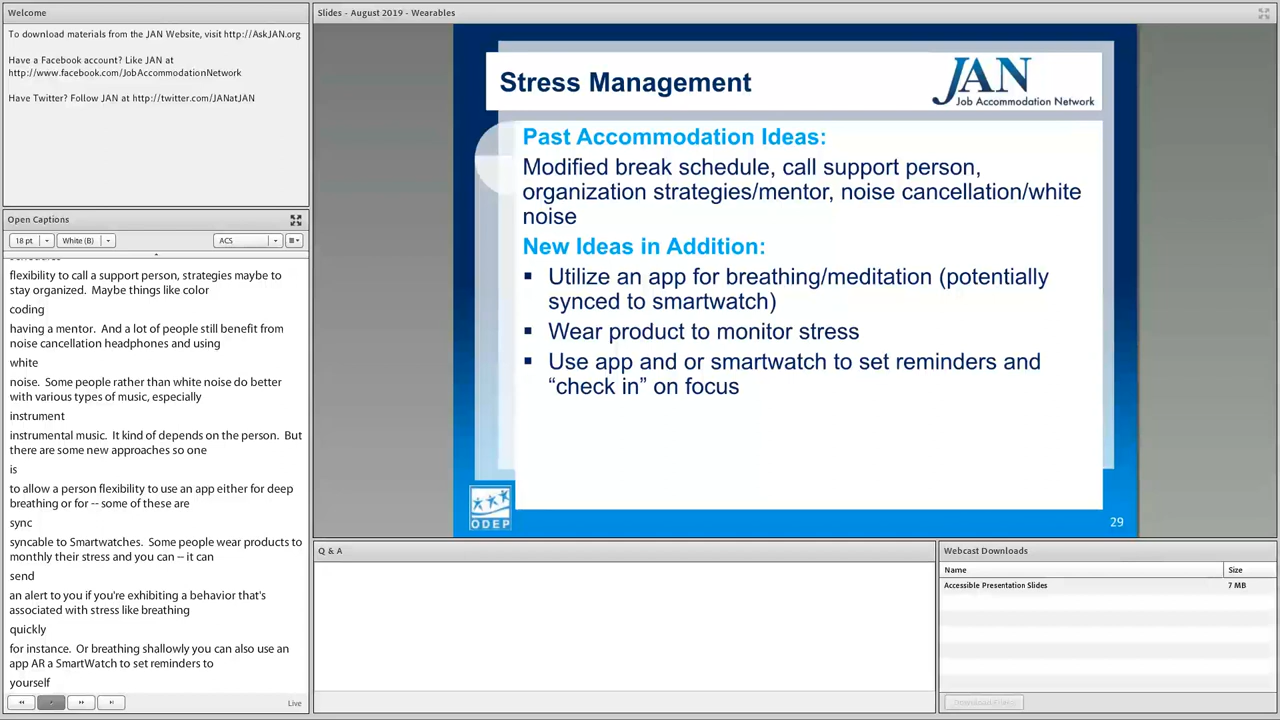 Welcome
To download materials from the JAN Website, visit http://AskJAN.org
Have a Facebook account? Like JAN at
http://www.facebook.com/JobAccommodationNetwork
Have Twitter? Follow JAN at http://twitter.com/JANatJAN
Open Captions
18 pt
White (B)
ACS
flexibility to call a support person, strategies maybe to
stay organized. Maybe things like color
coding
having a mentor. And a lot of people still benefit from
noise cancellation headphones and using
white
noise. Some people rather than white noise do better
with various types of music, especially
instrument
instrumental music. It kind of depends on the person. But
there are some new approaches so one
is
to allow a person flexibility to use an app either for deep
breathing or for -- some of these are
sync
syncable to Smartwatches. Some people wear products to
monthly their stress and you can -- it can
send
an alert to you if you're exhibiting a behavior that's
associated with stress like breathing
quickly
for instance. Or breathing shallowly you can also use an
app AR a SmartWatch to set reminders to
yourself
Live
Slides - August 2019 - Wearables
Stress Management
JAN
Job Accommodation Network
Past Accommodation Ideas:
Modified break schedule, call support person,
organization strategies/mentor, noise cancellation/white
noise
New Ideas in Addition:
Utilize an app for breathing/meditation (potentially
synced to smartwatch)
Wear product to monitor stress
Use app and or smartwatch to set reminders and
“check in” on focus
ODEP
29
Q & A
Webcast Downloads
Name Size
Accessible Presentation Slides 7 MB